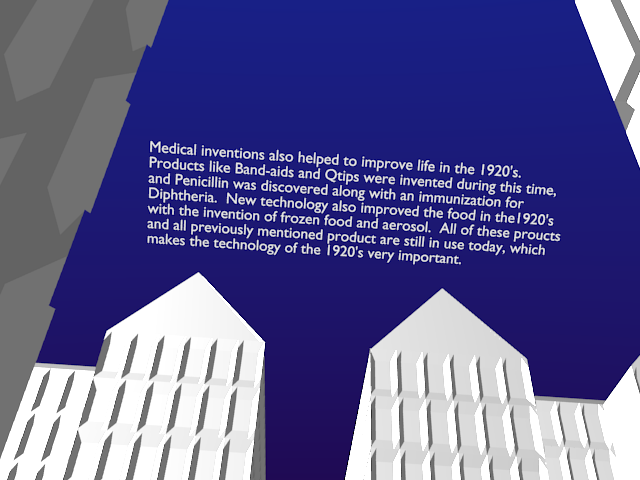 Medical inventions also helped to improve life in the 1920's.
Products like Band-aids and Qtips were invented during this time,
and Penicillin was discovered along with an immunization for
Diphtheria.  New technology also improved the food in the1920's
with the invention of frozen food and aerosol.  All of these proucts
and all previously mentioned product are still in use today, which
makes the technology of the 1920's very important.